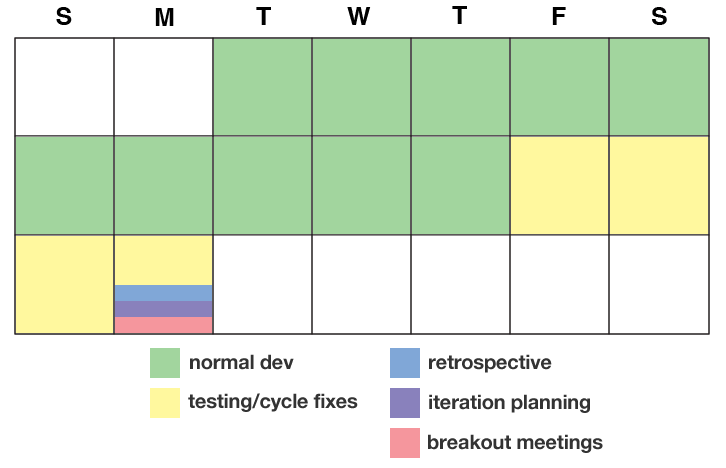 S M T W T F S
normal dev
testing/cycle fixes
retrospective
iteration planning
breakout meetings